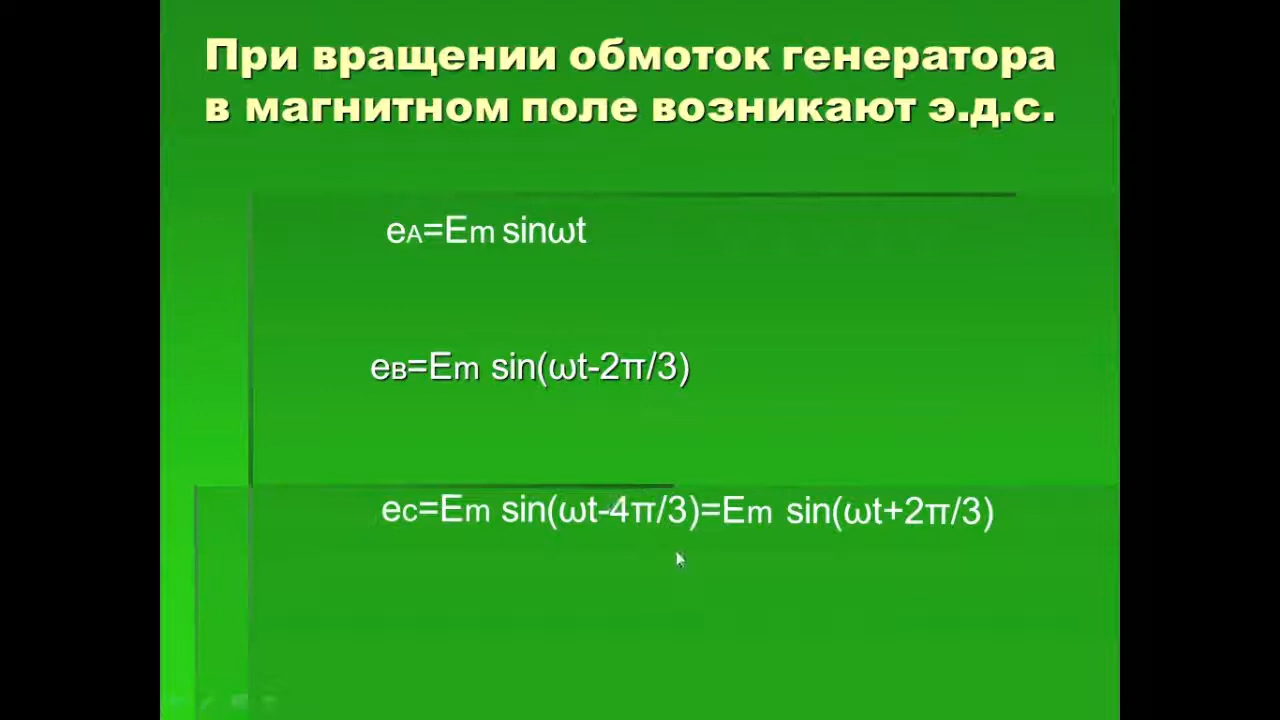 При вращении обмоток генератора
в магнитном поле возникают э.д.с.
eA=Em sinωt
eB=Em sin(ωt-2π/3)
eC=Em sin(ωt-4π/3)=Em sin(ωt+2π/3)